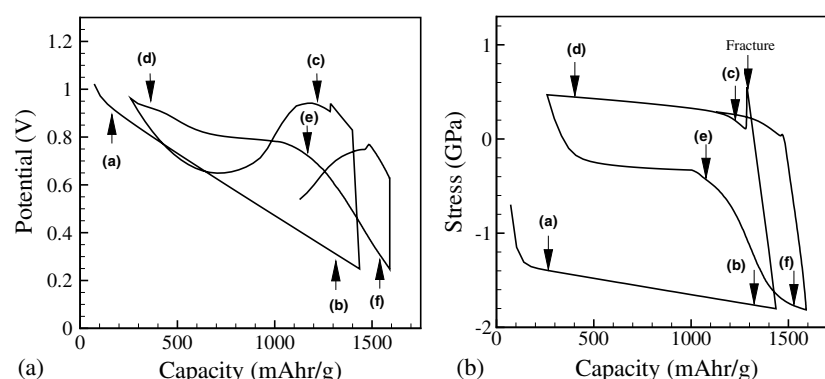 1.2
(d)
(c)
1
0.8
(e)
(a)
0.6
0.4
0.2
(b)
(f)
0
0
500
1000
1500
Potential (V)
Capacity (mAhr/g)
(a)
1
(d)
Fracture
(c)
0
(e)
-1
(a)
(b)
(f)
-2
500
1000
1500
Stress (GPa)
Capacity (mAhr/g)
(b)